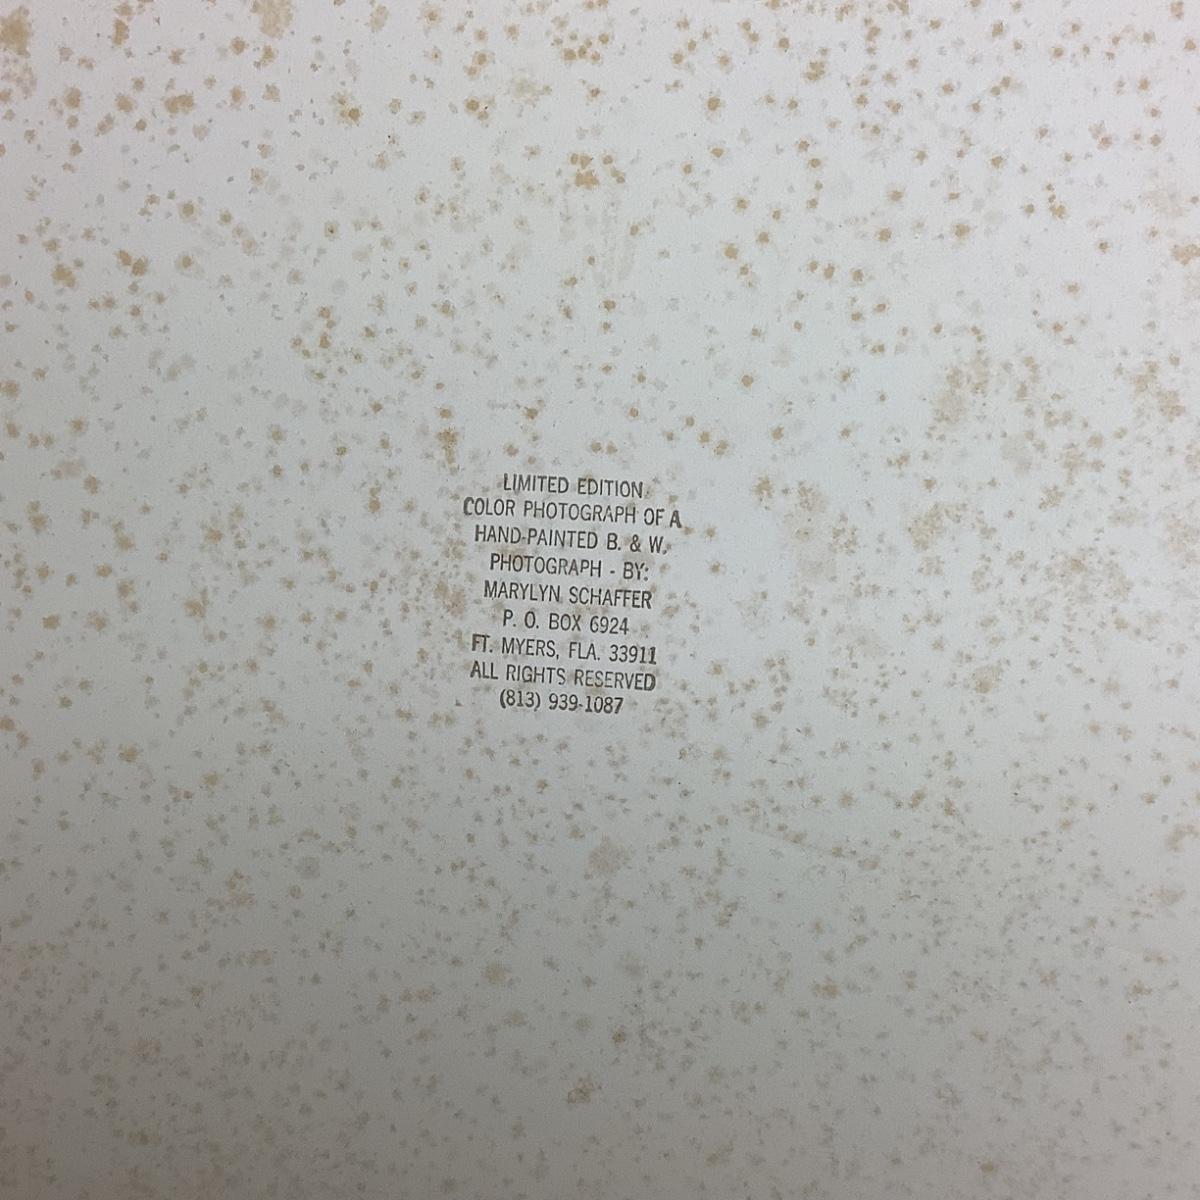 LIMITED EDITION
COLOR PHOTOGRAPH OF A
HAND-PAINTED B. & W.
PHOTOGRAPH - BY:
MARYLYN SCHAFFER
P. O. BOX 6924
FT. MYERS, FLA. 33911
ALL RIGHTS RESERVED
(813) 939-1087